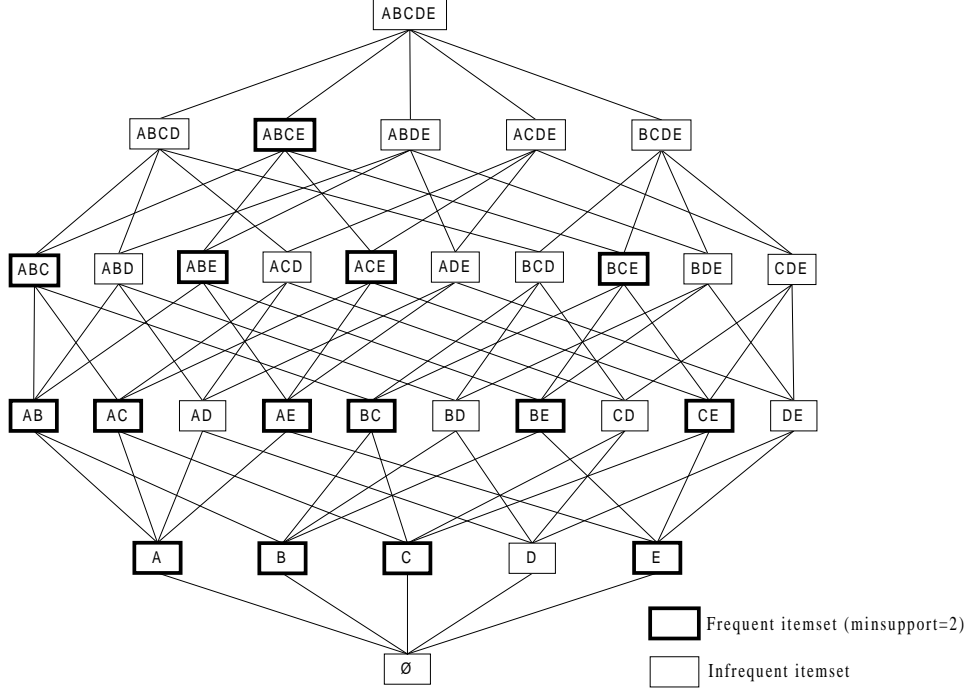 ABCDE
ABCD ABCE ABDE ACDE BCDE
ABC ABD ABE ACD ACE ADE BCD BCE BDE CDE
AB AC AD AE BC BD BE CD CE DE
A B C D E
Ø
Frequent itemset (minsupport=2)
Infrequent itemset